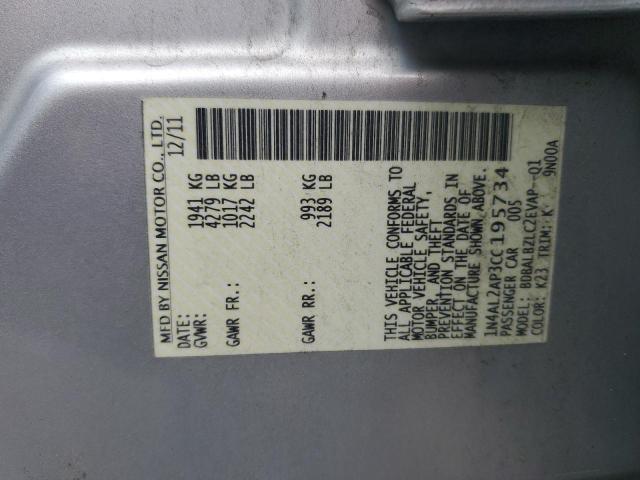 MFD BY NISSAN MOTOR CO., LTD.
DATE: 12/11
GVWR: 1941 KG
4279 LB
GAWR FR.: 1017 KG
2242 LB
GAWR RR.: 993 KG
2189 LB
THIS VEHICLE CONFORMS TO
ALL APPLICABLE FEDERAL
MOTOR VEHICLE SAFETY,
BUMPER, AND THEFT
PREVENTION STANDARDS IN
EFFECT ON THE DATE OF
MANUFACTURE SHOWN ABOVE.
1N4AL2AP3CC195734
PASSENGER CAR 005
MODEL: BDBALBZLCZEVAP--Q1
COLOR: K23 TRIM: K 9N00A